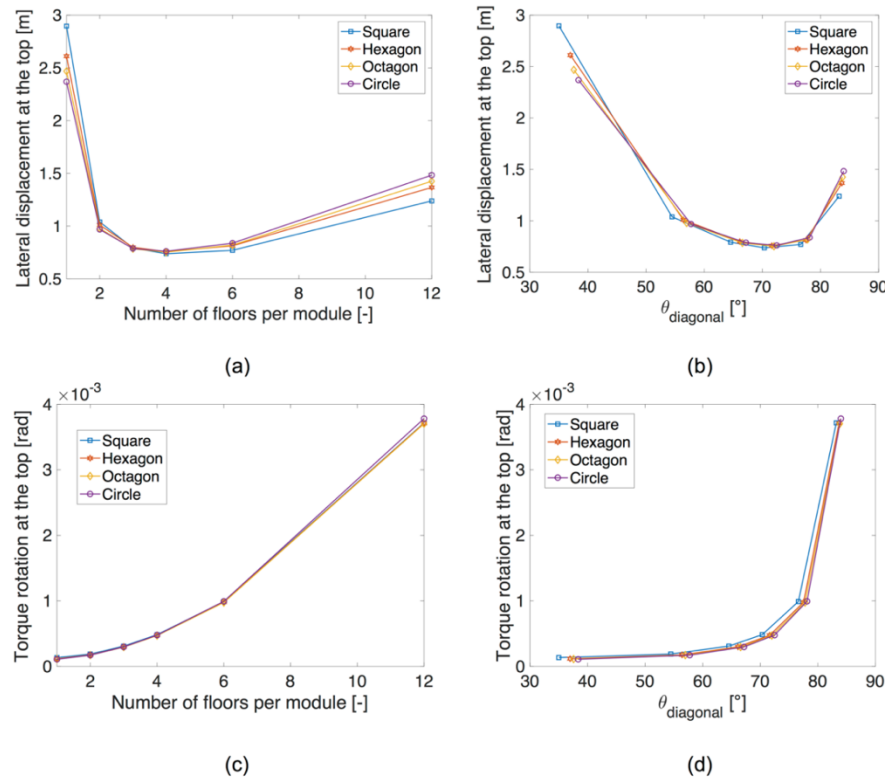 Lateral displacement at the top [m]
3
2.5
2
1.5
1
0.5
Square
Hexagon
Octagon
Circle
2 4 6 8 10 12
Number of floors per module [-]
(a)
Lateral displacement at the top [m]
3
2.5
2
1.5
1
0.5
Square
Hexagon
Octagon
Circle
30 40 50 60 70 80 90
θdiagonal [°]
(b)
Torque rotation at the top [rad]
×10-3
4
3
2
1
0
Square
Hexagon
Octagon
Circle
2 4 6 8 10 12
Number of floors per module [-]
(c)
Torque rotation at the top [rad]
×10-3
4
3
2
1
0
Square
Hexagon
Octagon
Circle
30 40 50 60 70 80 90
θdiagonal [°]
(d)